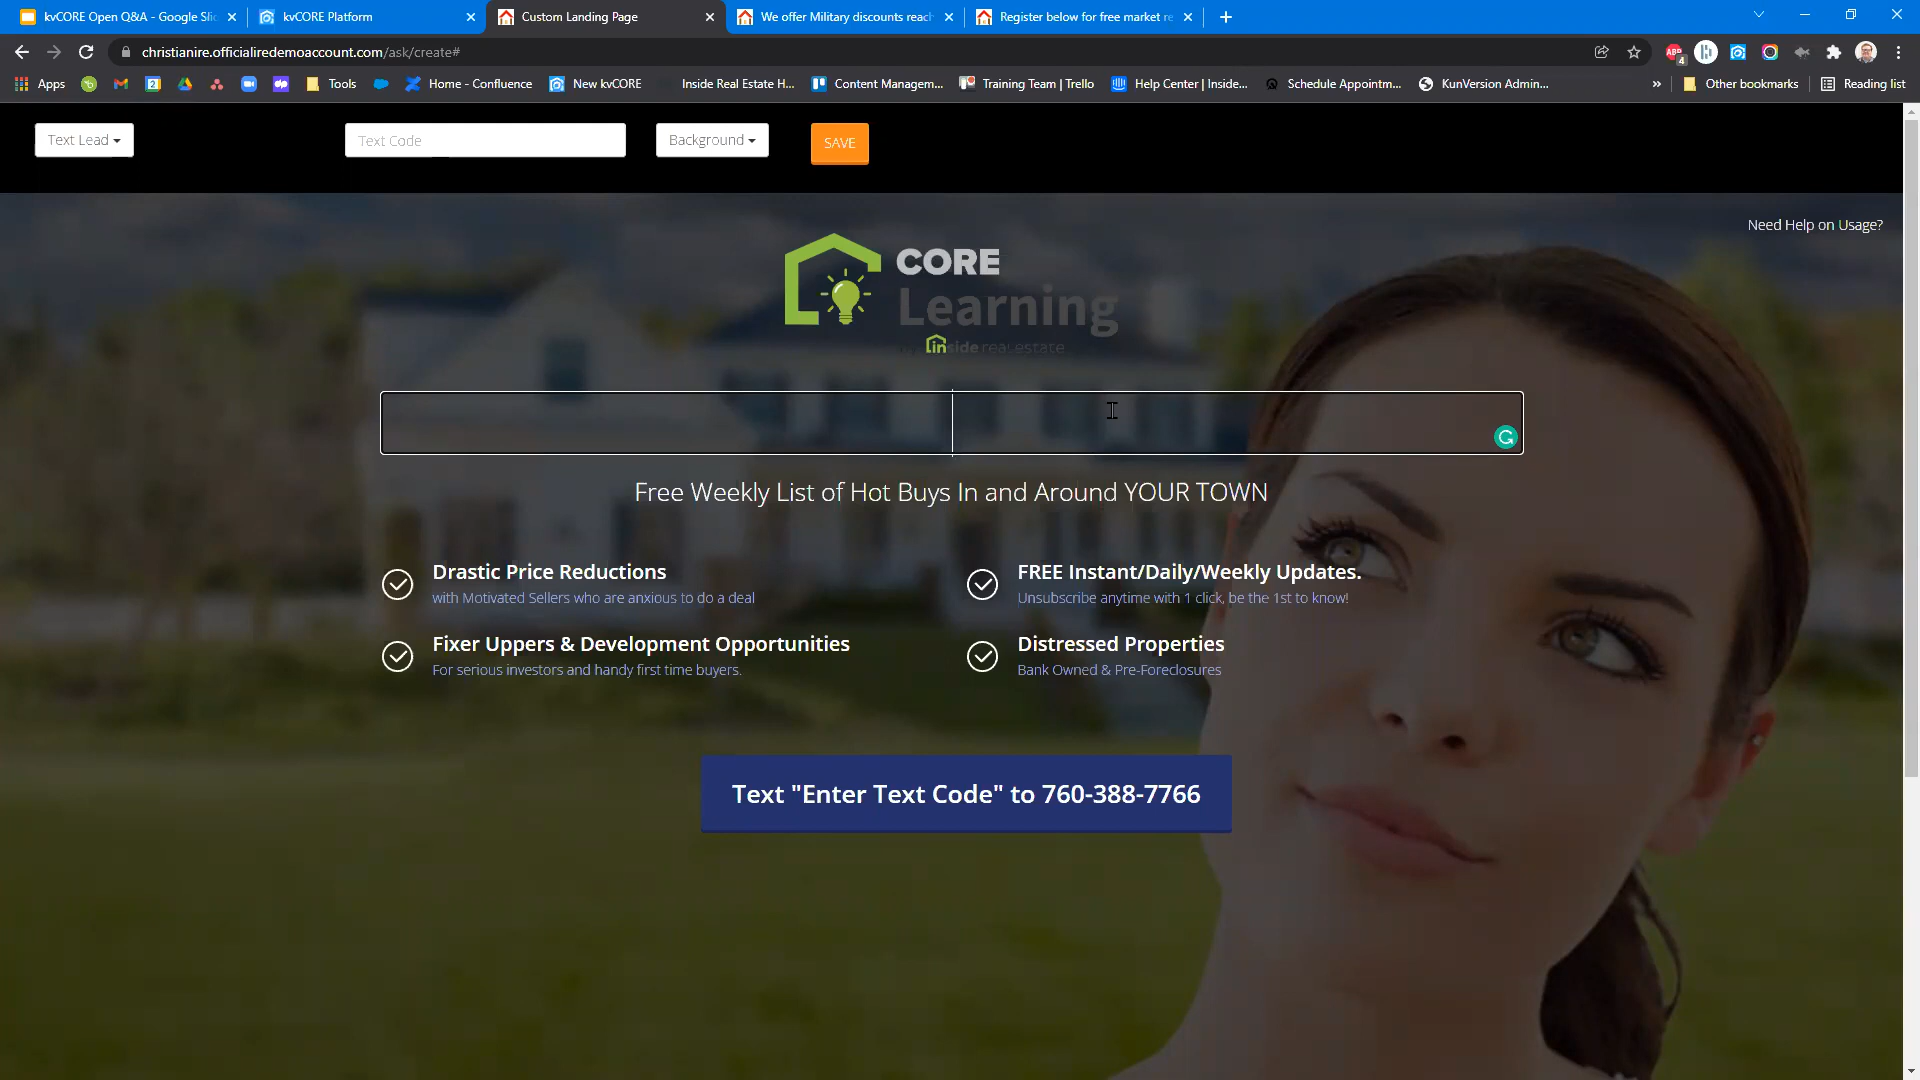 kvCORE Open Q&A - Google Slic
kvCORE Platform
Custom Landing Page
We offer Military discounts reach
Register below for free market re
christianire.officialiredemoaccount.com/ask/create#
Apps
Tools
Home - Confluence
New kvCORE
Inside Real Estate H...
Content Managem...
Training Team | Trello
Help Center | Inside...
Schedule Appointm...
KunVersion Admin...
»
Other bookmarks
Reading list
Text Lead
Text Code
Background
SAVE
Need Help on Usage?
CORE
Learning
inside real estate
Free Weekly List of Hot Buys In and Around YOUR TOWN
Drastic Price Reductions
with Motivated Sellers who are anxious to do a deal
FREE Instant/Daily/Weekly Updates.
Unsubscribe anytime with 1 click, be the 1st to know!
Fixer Uppers & Development Opportunities
For serious investors and handy first time buyers.
Distressed Properties
Bank Owned & Pre-Foreclosures
Text "Enter Text Code" to 760-388-7766